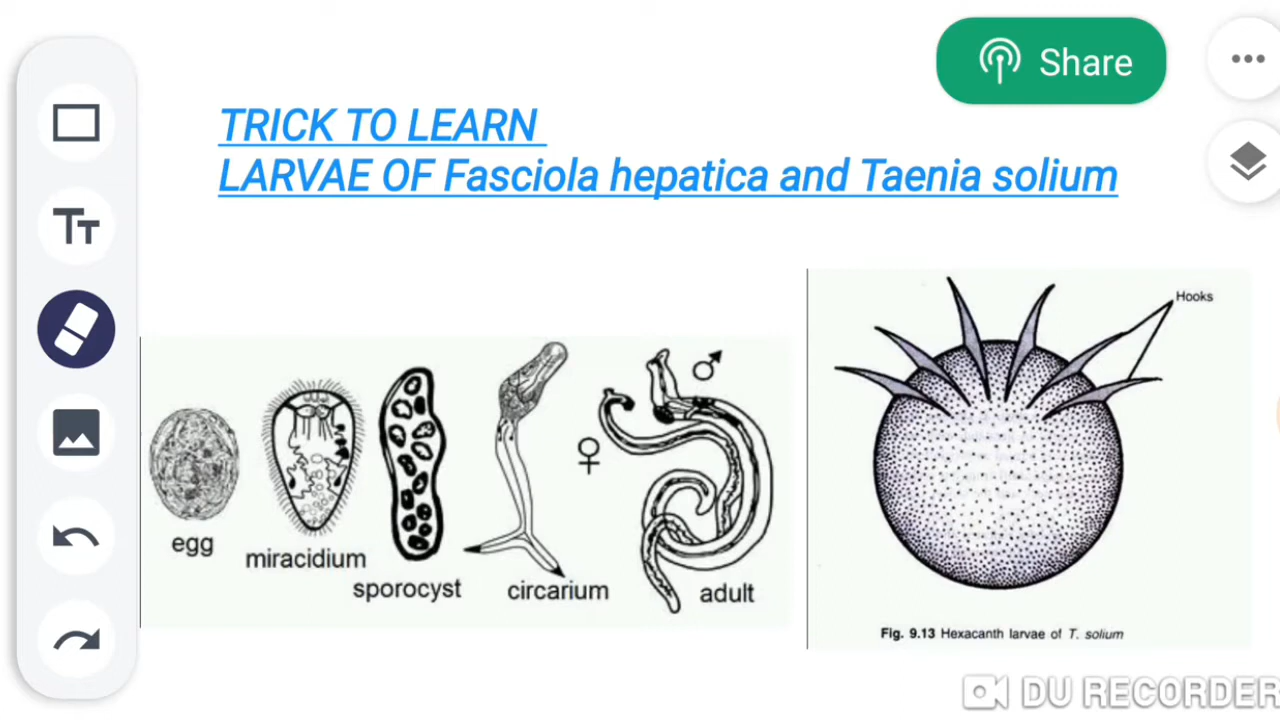 Share
TRICK TO LEARN
LARVAE OF Fasciola hepatica and Taenia solium
TT
Hooks
egg
miracidium
sporocyst
circarium
adult
Fig. 9.13 Hexacanth larvae of T. solium
DU RECORDER